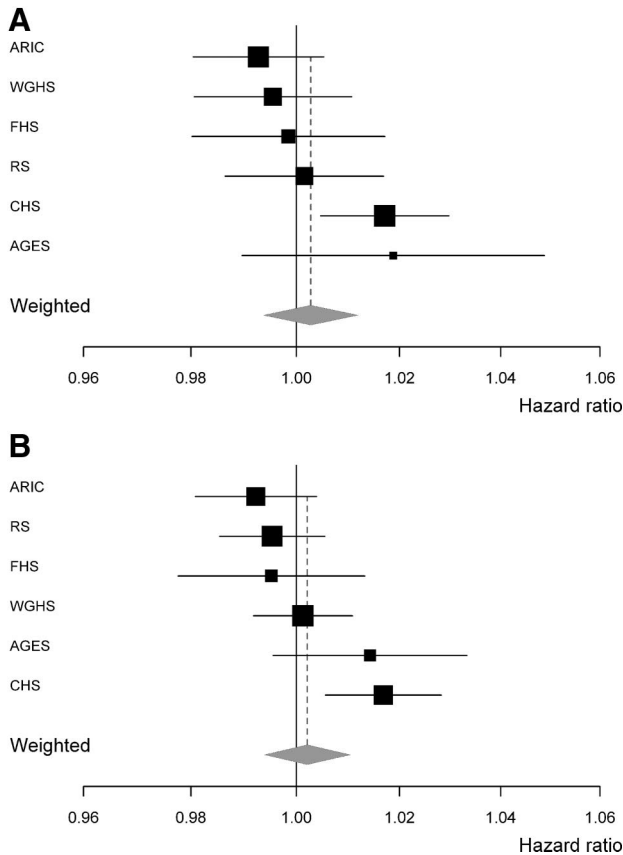 A
ARIC
WGHS
FHS
RS
CHS
AGES
Weighted
0.96 0.98 1.00 1.02 1.04 1.06
Hazard ratio
B
ARIC
RS
FHS
WGHS
AGES
CHS
Weighted
0.96 0.98 1.00 1.02 1.04 1.06
Hazard ratio